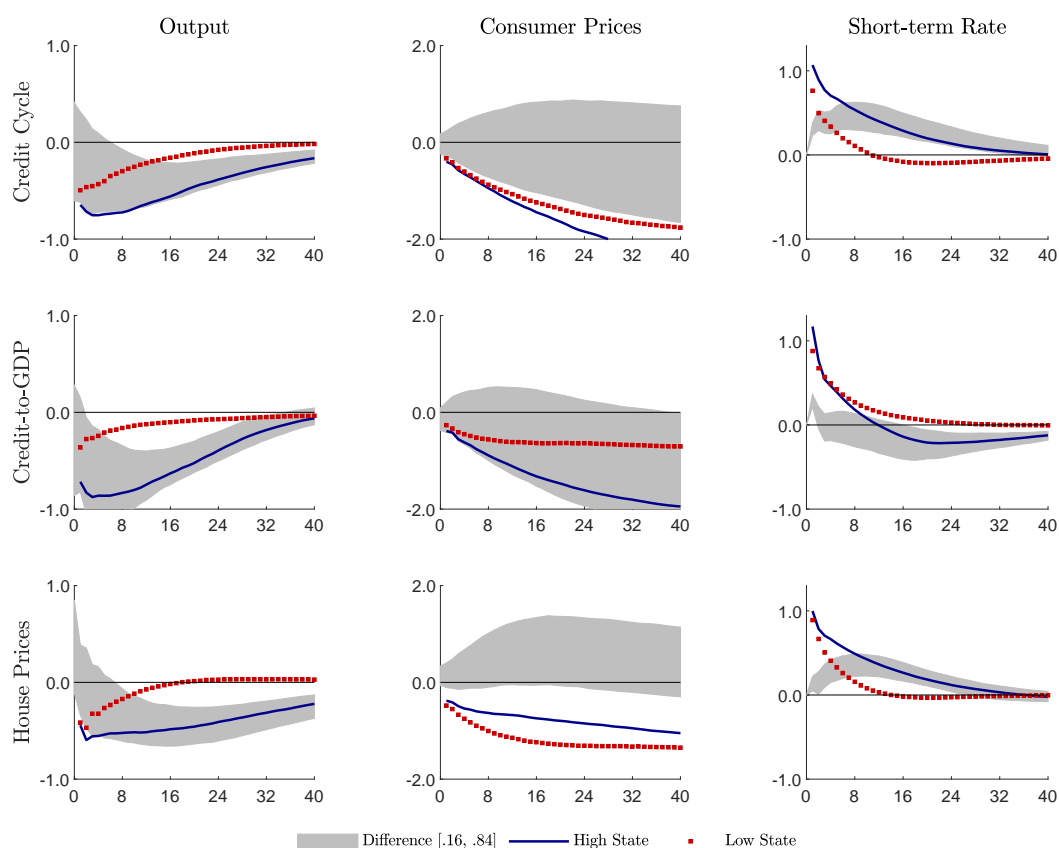 Output
Consumer Prices
Short-term Rate
Credit Cycle
1.0
0.0
-1.0
0 8 16 24 32 40
2.0
0.0
-2.0
0 8 16 24 32 40
1.0
0.0
-1.0
0 8 16 24 32 40
Credit-to-GDP
1.0
0.0
-1.0
0 8 16 24 32 40
2.0
0.0
-2.0
0 8 16 24 32 40
1.0
0.0
-1.0
0 8 16 24 32 40
House Prices
1.0
0.0
-1.0
0 8 16 24 32 40
2.0
0.0
-2.0
0 8 16 24 32 40
1.0
0.0
-1.0
0 8 16 24 32 40
Difference [.16, .84] High State Low State